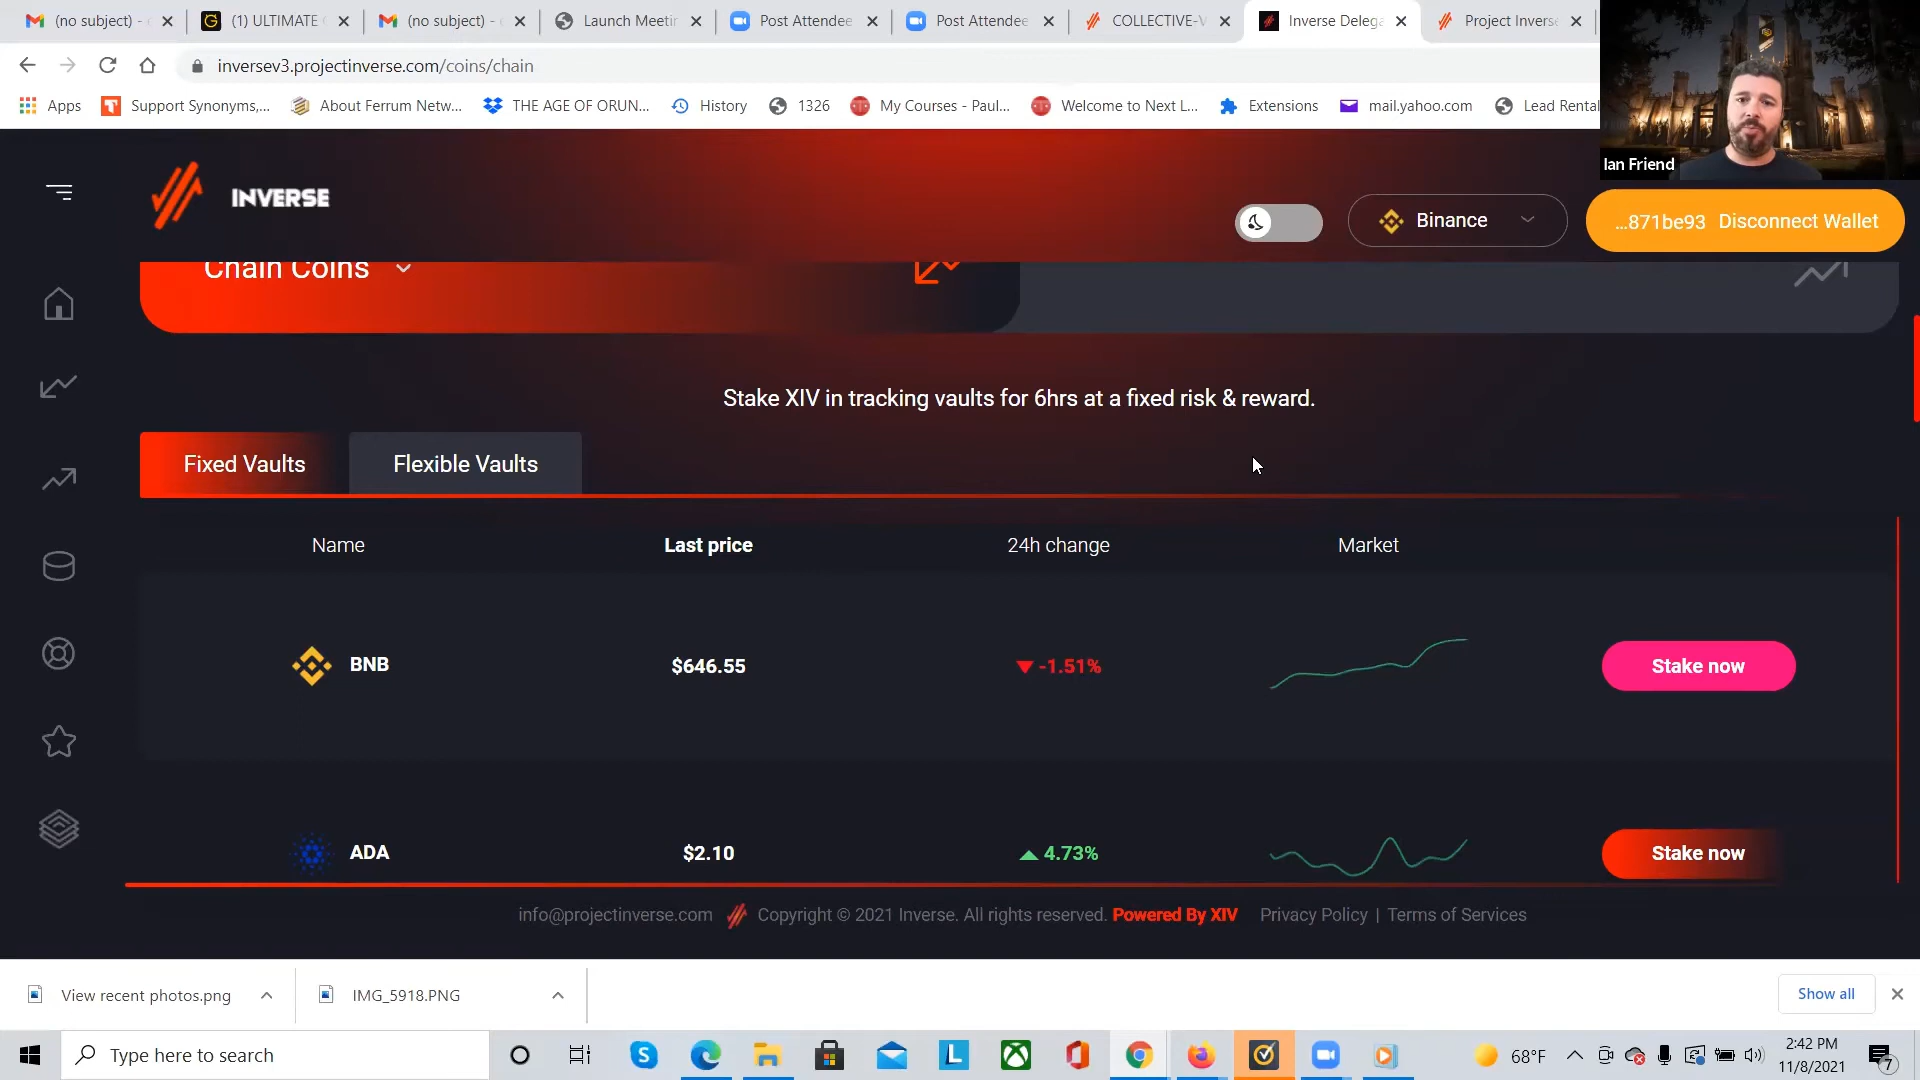 (no subject) -
(1) ULTIMATE
(no subject) -
Launch Meetin
Post Attendee
Post Attendee
COLLECTIVE-V
Inverse Delega
Project Inverse
inversev3.projectinverse.com/coins/chain
Apps
Support Synonyms,...
About Ferrum Netw...
THE AGE OF ORUN...
History
1326
My Courses - Paul...
Welcome to Next L...
Extensions
mail.yahoo.com
Lead Rental
Ian Friend
INVERSE
Binance
...871be93 Disconnect Wallet
Chain Coins
Stake XIV in tracking vaults for 6hrs at a fixed risk & reward.
Fixed Vaults
Flexible Vaults
Name Last price 24h change Market
BNB $646.55 -1.51% Stake now
ADA $2.10 4.73% Stake now
info@projectinverse.com Copyright © 2021 Inverse. All rights reserved. Powered By XIV Privacy Policy | Terms of Services
View recent photos.png
IMG_5918.PNG
Show all
Type here to search
68°F
2:42 PM
11/8/2021
7